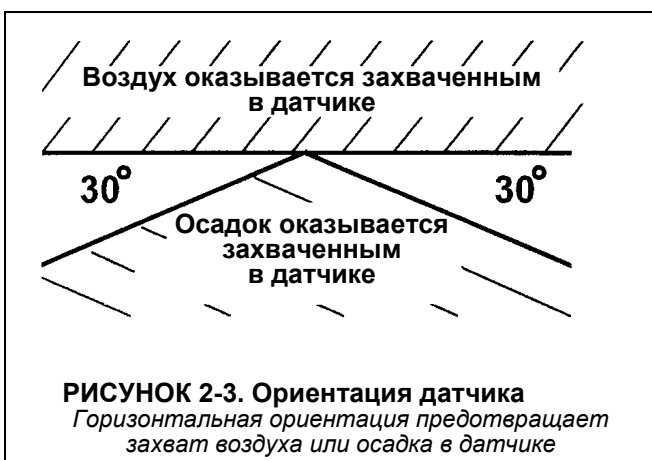 Воздух оказывается захваченным
в датчике
30° 30°
Осадок оказывается
захваченным
в датчике
РИСУНОК 2-3. Ориентация датчика
Горизонтальная ориентация предотвращает
захват воздуха или осадка в датчике